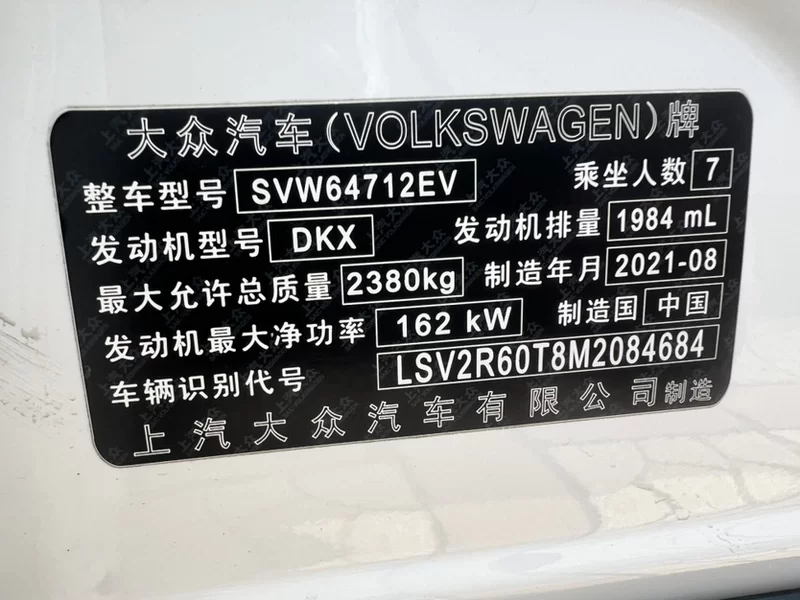 大众汽车(VOLKSWAGEN)牌
整车型号 SVW64712EV 乘坐人数 7
发动机型号 DKX 发动机排量 1984 mL
最大允许总质量 2380kg 制造年月 2021-08
发动机最大净功率 162 kW 制造国 中国
车辆识别代号 LSV2R60T8M2084684
上汽大众汽车有限公司制造